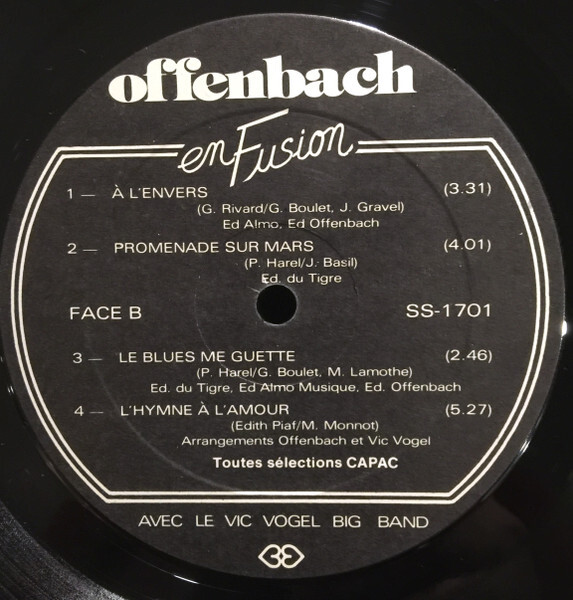 offenbach
en Fusion
1 — À L'ENVERS (3.31)
(G. Rivard/G. Boulet, J. Gravel)
Ed Almo, Ed Offenbach
2 — PROMENADE SUR MARS (4.01)
(P. Harel/J. Basil)
Ed. du Tigre
FACE B SS-1701
3 — LE BLUES ME GUETTE (2.46)
(P. Harel/G. Boulet, M. Lamothe)
Ed. du Tigre, Ed Almo Musique, Ed. Offenbach
4 — L'HYMNE À L'AMOUR (5.27)
(Edith Piaf/M. Monnot)
Arrangements Offenbach et Vic Vogel
Toutes sélections CAPAC
AVEC LE VIC VOGEL BIG BAND